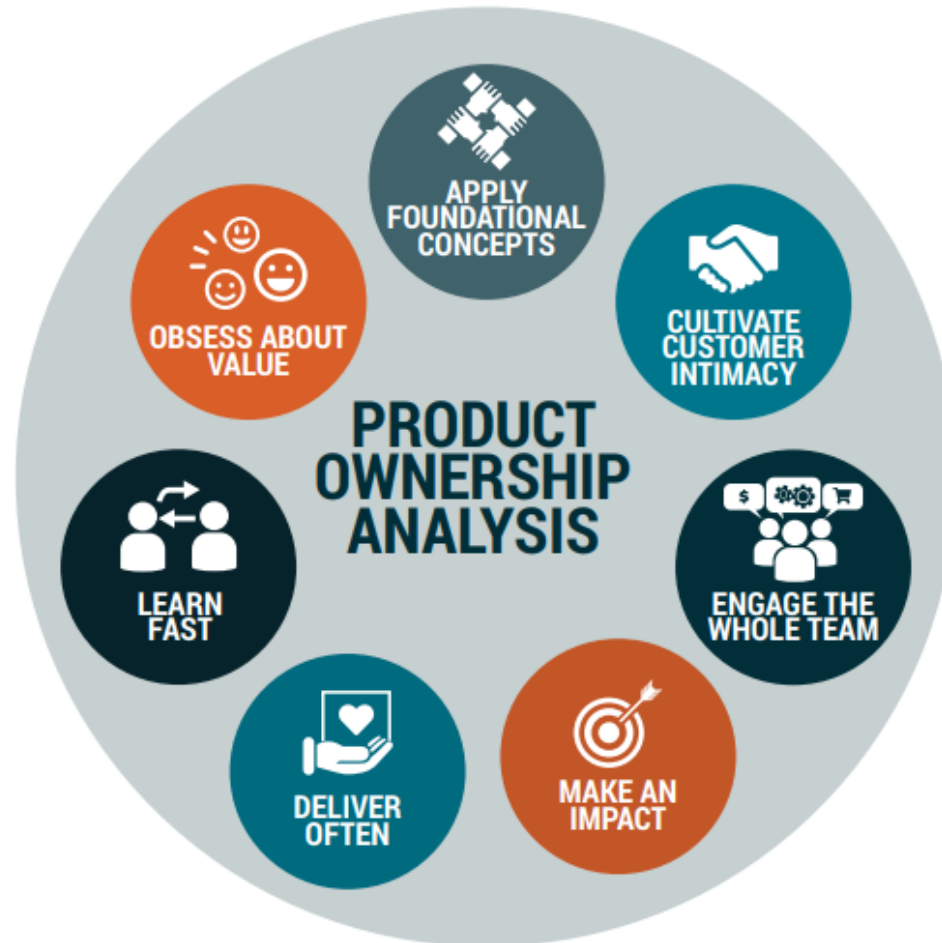 APPLY
FOUNDATIONAL
CONCEPTS
CULTIVATE
CUSTOMER
INTIMACY
$
ENGAGE THE
WHOLE TEAM
MAKE AN
IMPACT
DELIVER
OFTEN
LEARN
FAST
OBSESS ABOUT
VALUE
PRODUCT
OWNERSHIP
ANALYSIS